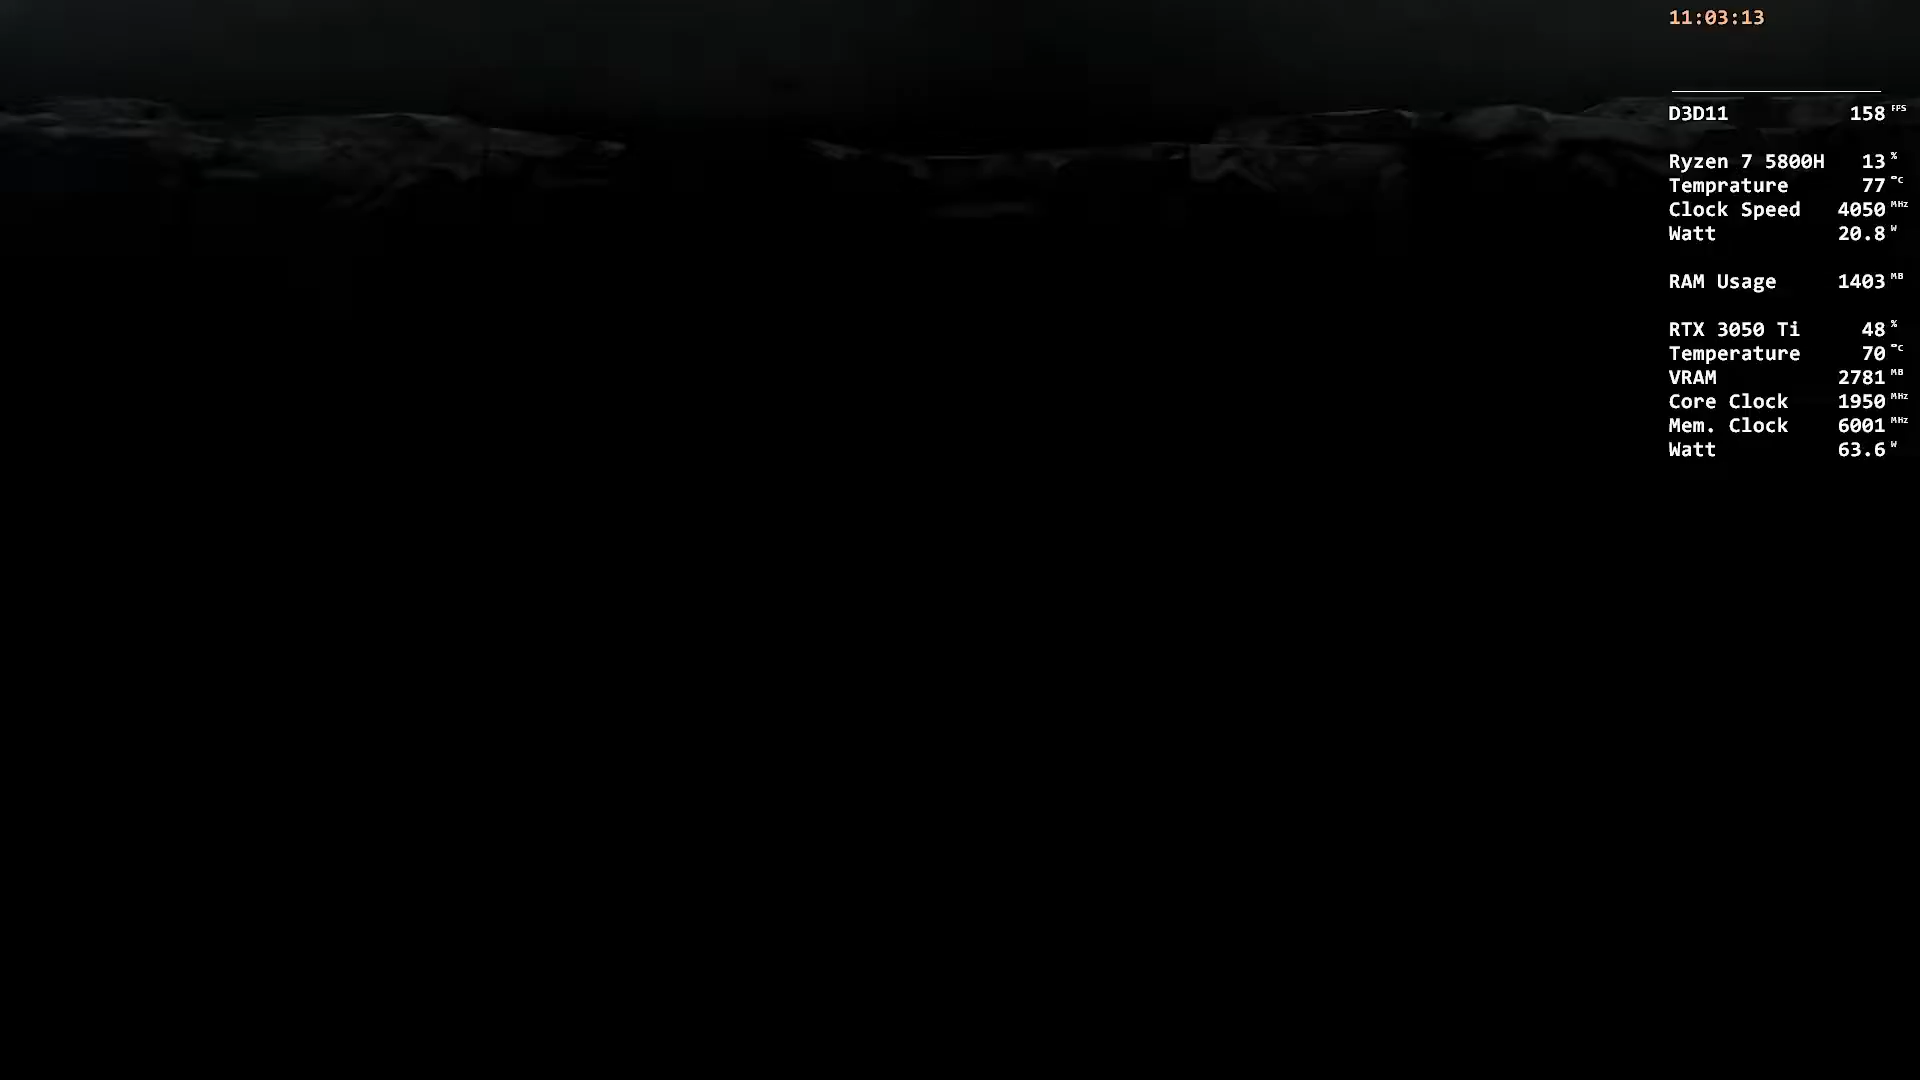 11:03:13
D3D11 158 FPS
Ryzen 7 5800H 13 %
Temprature 77 °C
Clock Speed 4050 MHz
Watt 20.8 W
RAM Usage 1403 MB
RTX 3050 Ti 48 %
Temperature 70 °C
VRAM 2781 MB
Core Clock 1950 MHz
Mem. Clock 6001 MHz
Watt 63.6 W